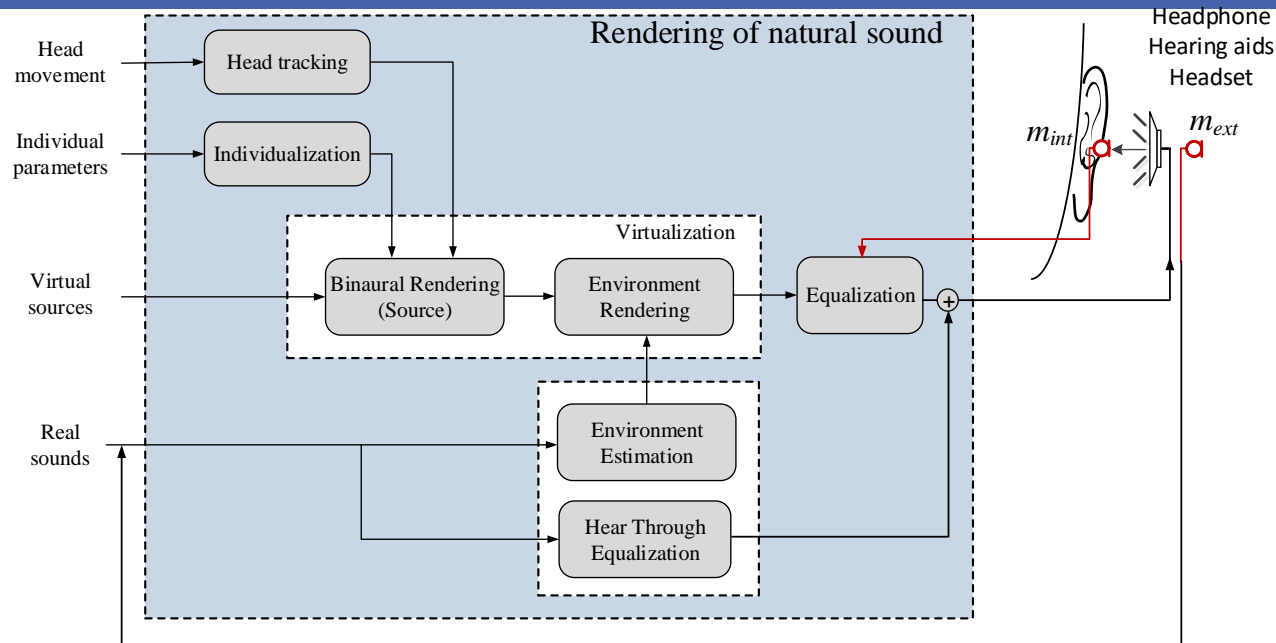 Rendering of natural sound
Headphone
Hearing aids
Headset
Head
movement
Head tracking
Individual
parameters
Individualization
m_int
m_ext
Virtualization
Virtual
sources
Binaural Rendering
(Source)
Environment
Rendering
Equalization
+
Real
sounds
Environment
Estimation
Hear Through
Equalization